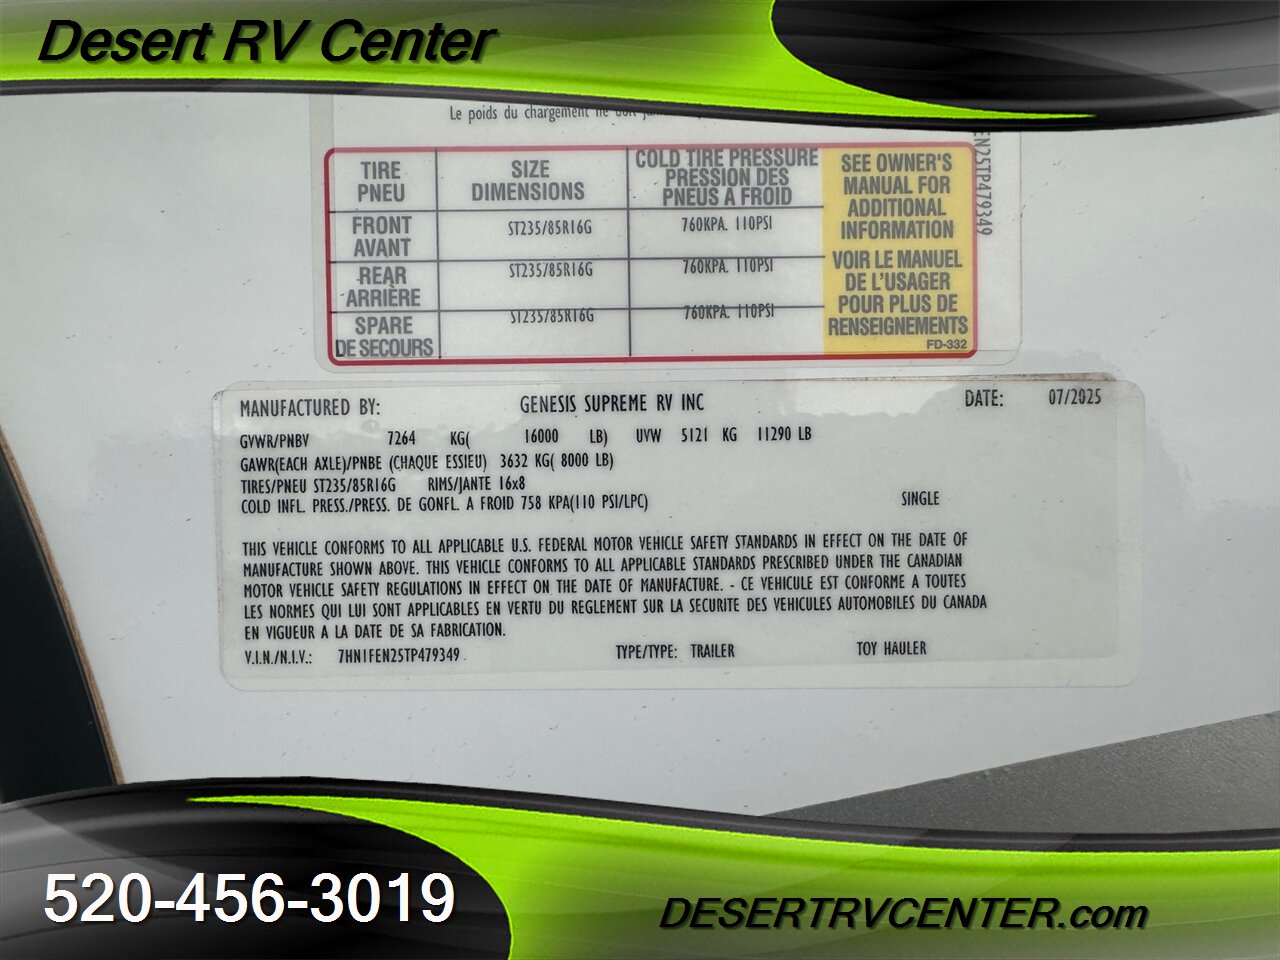 Desert RV Center
Le poids du chargement ne doit
TIRE
PNEU
SIZE
DIMENSIONS
COLD TIRE PRESSURE
PRESSION DES
PNEUS A FROID
SEE OWNER'S
MANUAL FOR
ADDITIONAL
INFORMATION
VOIR LE MANUEL
DE L'USAGER
POUR PLUS DE
RENSEIGNEMENTS
FD-332
FRONT
AVANT
ST235/85R16G
760KPA. 110PSI
REAR
ARRIÈRE
ST235/85R16G
760KPA. 110PSI
SPARE
DE SECOURS
ST235/85R16G
760KPA. 110PSI
EN25TP479349
MANUFACTURED BY: GENESIS SUPREME RV INC DATE: 07/2025
GVWR/PNBV 7264 KG( 16000 LB) UVW 5121 KG 11290 LB
GAWR(EACH AXLE)/PNBE (CHAQUE ESSIEU) 3632 KG( 8000 LB)
TIRES/PNEU ST235/85R16G RIMS/JANTE 16x8
COLD INFL. PRESS./PRESS. DE GONFL. A FROID 758 KPA(110 PSI/LPC) SINGLE
THIS VEHICLE CONFORMS TO ALL APPLICABLE U.S. FEDERAL MOTOR VEHICLE SAFETY STANDARDS IN EFFECT ON THE DATE OF
MANUFACTURE SHOWN ABOVE. THIS VEHICLE CONFORMS TO ALL APPLICABLE STANDARDS PRESCRIBED UNDER THE CANADIAN
MOTOR VEHICLE SAFETY REGULATIONS IN EFFECT ON THE DATE OF MANUFACTURE. - CE VEHICULE EST CONFORME A TOUTES
LES NORMES QUI LUI SONT APPLICABLES EN VERTU DU REGLEMENT SUR LA SECURITE DES VEHICULES AUTOMOBILES DU CANADA
EN VIGUEUR A LA DATE DE SA FABRICATION.
V.I.N./N.I.V.: 7HN1FEN25TP479349 TYPE/TYPE: TRAILER TOY HAULER
520-456-3019
DESERTRVCENTER.com